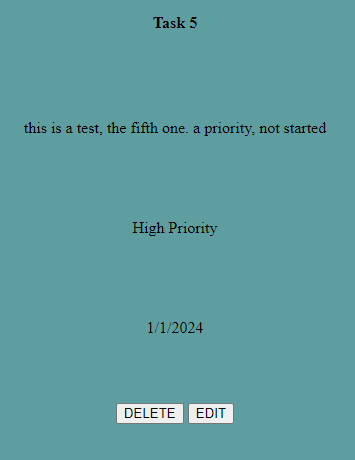 Task 5
this is a test, the fifth one. a priority, not started
High Priority
1/1/2024
DELETE EDIT